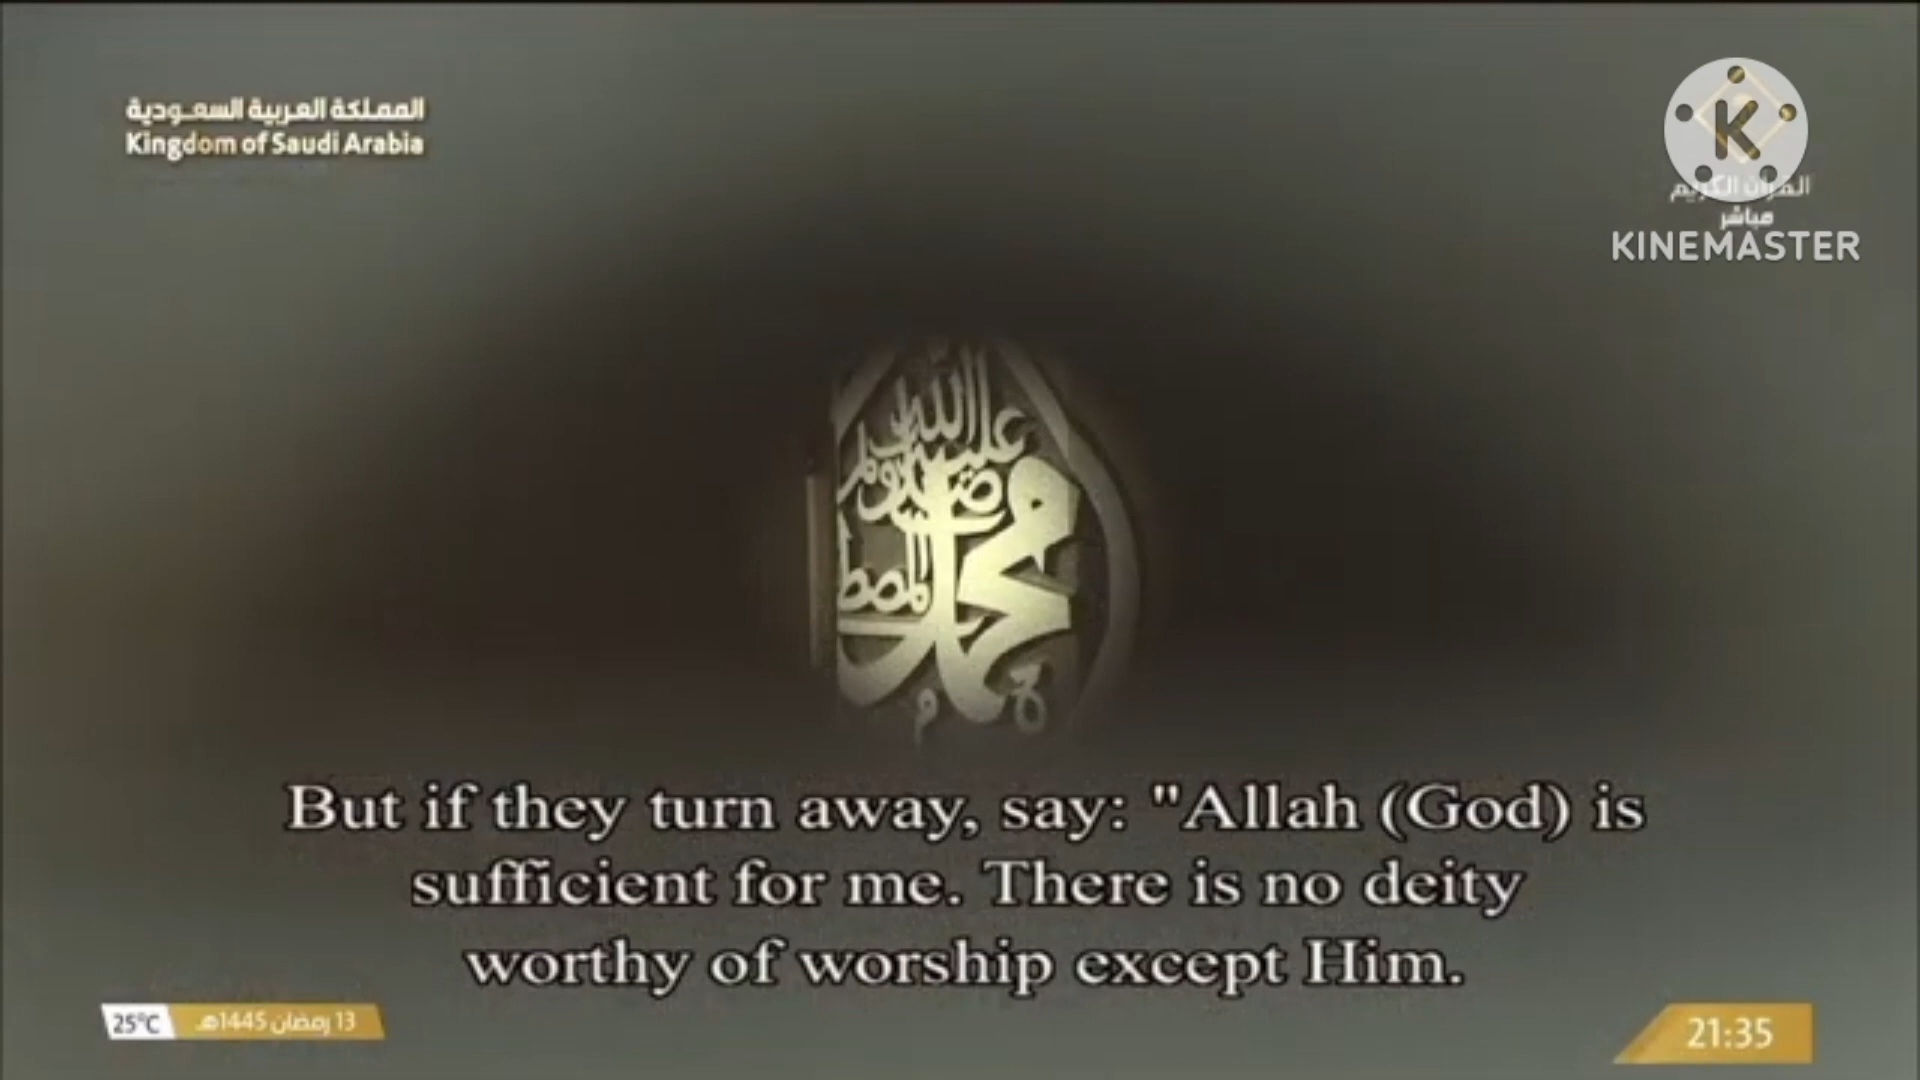 المملكة العربية السعودية
Kingdom of Saudi Arabia
القرآن الكريم
مباشر
KINEMASTER
صلى الله عليه وسلم
محمد
But if they turn away, say: "Allah (God) is
sufficient for me. There is no deity
worthy of worship except Him.
25°C
13 رمضان 1445هـ
21:35